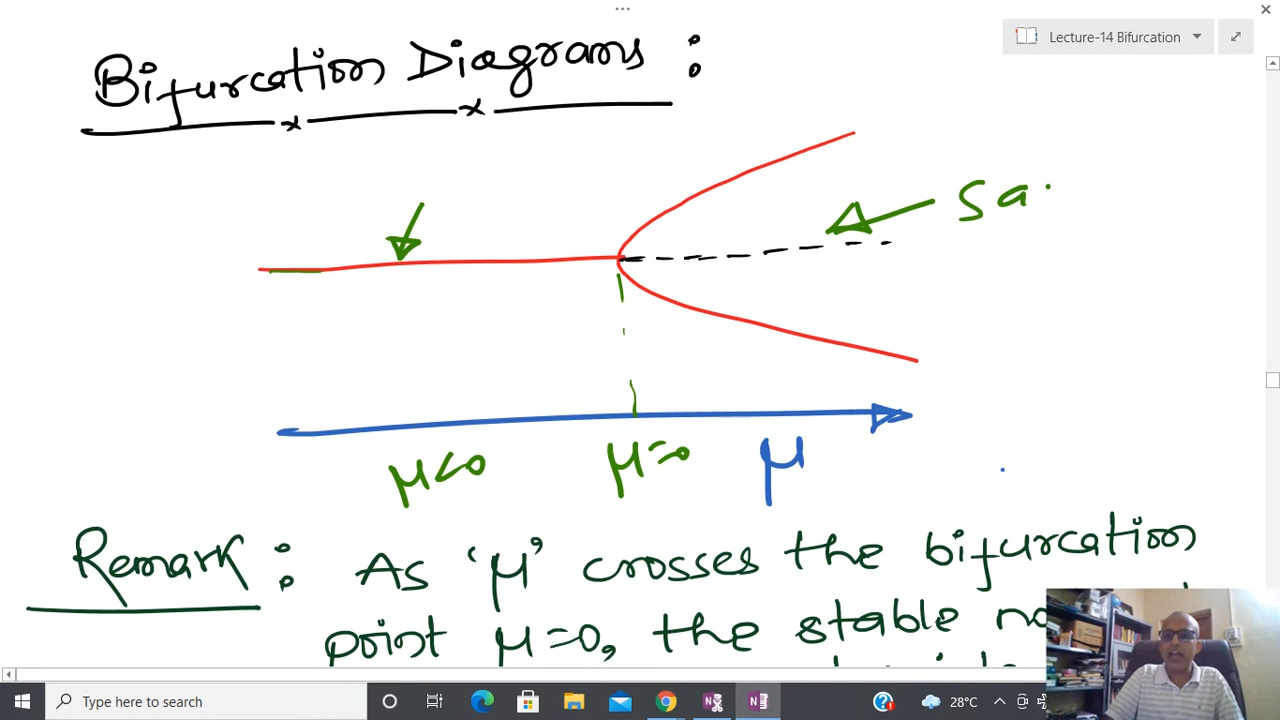 Lecture-14 Bifurcation
Bifurcation Diagrams :
Sa
μ<0
μ=0
μ
Remark : As 'μ' crosses the bifurcation
point μ=0, the stable
Type here to search
28°C